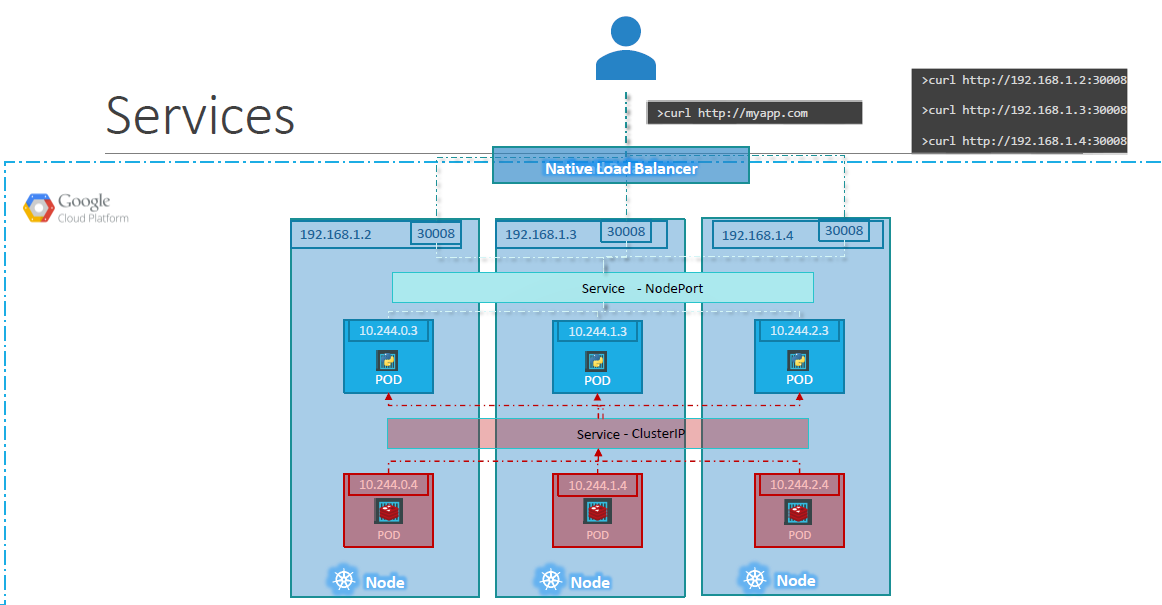 Services
>curl http://myapp.com
>curl http://192.168.1.2:30008
>curl http://192.168.1.3:30008
>curl http://192.168.1.4:30008
Native Load Balancer
Google
Cloud Platform
192.168.1.2
30008
192.168.1.3
30008
192.168.1.4
30008
Service - NodePort
10.244.0.3
POD
10.244.1.3
POD
10.244.2.3
POD
Service - ClusterIP
10.244.0.4
POD
10.244.1.4
POD
10.244.2.4
POD
Node
Node
Node